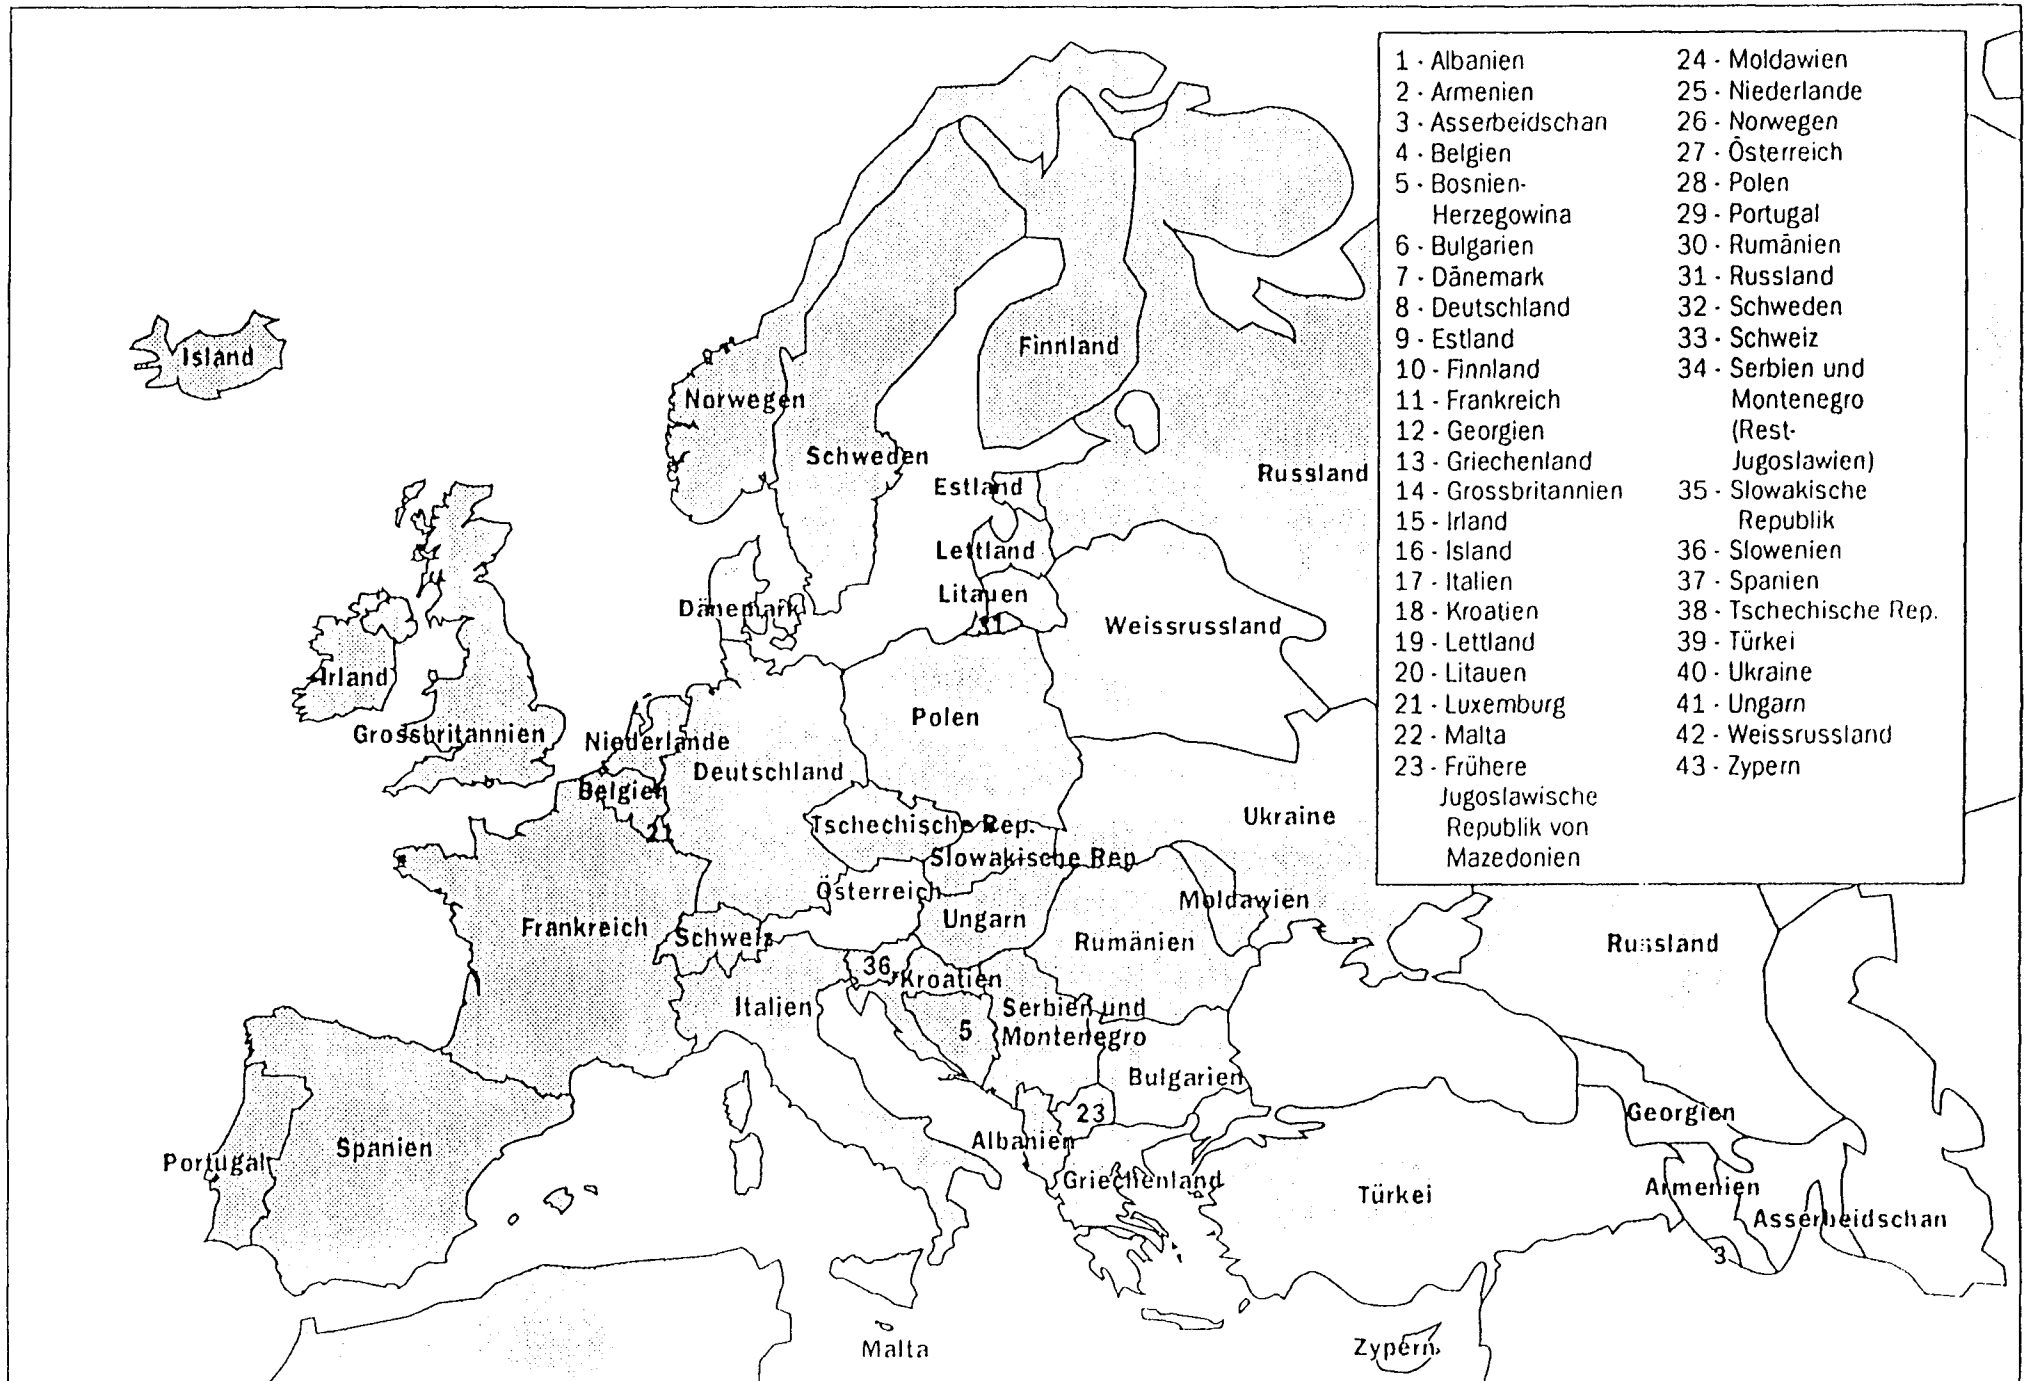 1 · Albanien
2 · Armenien
3 · Asserbeidschan
4 · Belgien
5 · Bosnien-
Herzegowina
6 · Bulgarien
7 · Dänemark
8 · Deutschland
9 · Estland
10 · Finnland
11 · Frankreich
12 · Georgien
13 · Griechenland
14 · Grossbritannien
15 · Irland
16 · Island
17 · Italien
18 · Kroatien
19 · Lettland
20 · Litauen
21 · Luxemburg
22 · Malta
23 · Frühere
Jugoslawische
Republik von
Mazedonien
24 · Moldawien
25 · Niederlande
26 · Norwegen
27 · Österreich
28 · Polen
29 · Portugal
30 · Rumänien
31 · Russland
32 · Schweden
33 · Schweiz
34 · Serbien und
Montenegro
(Rest-
Jugoslawien)
35 · Slowakische
Republik
36 · Slowenien
37 · Spanien
38 · Tschechische Rep.
39 · Türkei
40 · Ukraine
41 · Ungarn
42 · Weissrussland
43 · Zypern
Island
Finnland
Norwegen
Schweden
Russland
Estland
Lettland
Litauen
Dänemark
31
Weissrussland
Irland
Polen
Grossbritannien
Niederlande
Deutschland
Belgien
Ukraine
21
Tschechische Rep.
Slowakische Rep
Österreich
Moldawien
Ungarn
Frankreich
Schweiz
Rumänien
Russland
36
Kroatien
Italien
Serbien und
Montenegro
5
Bulgarien
23
Georgien
Albanien
Spanien
Portugal
Griechenland
Türkei
Armenien
Asserbeidschan
3
Malta
Zypern